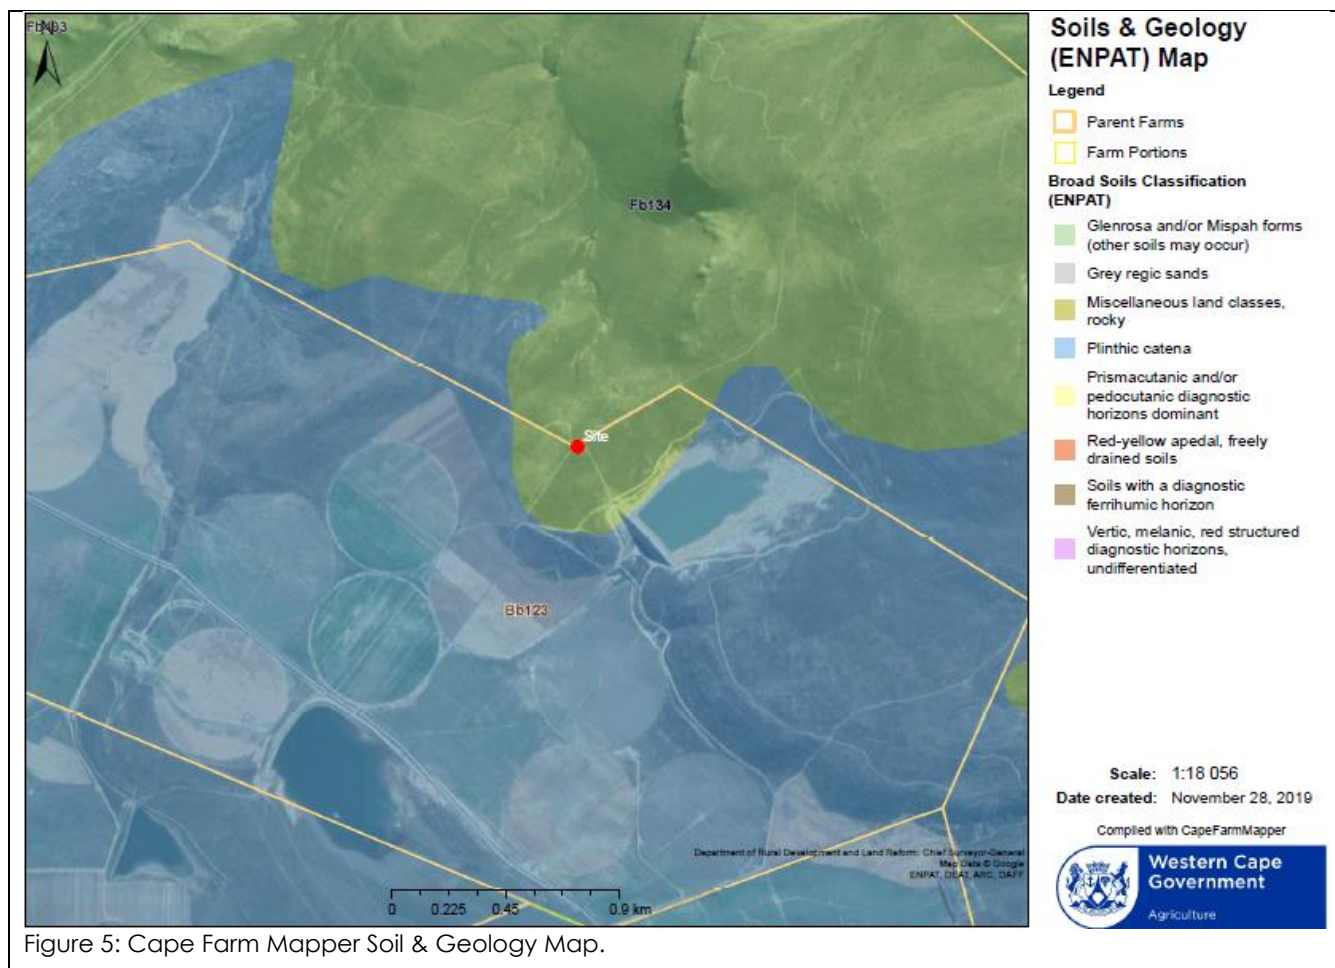 Fb493
N
Fb134
Site
Bb123
Department of Rural Development and Land Reform: Chief Surveyor-General
Map Data © Google
ENPAT, DEAT, ARC, DAFF
0 0.225 0.45 0.9 km
Soils & Geology
(ENPAT) Map
Legend
Parent Farms
Farm Portions
Broad Soils Classification
(ENPAT)
Glenrosa and/or Mispah forms
(other soils may occur)
Grey regic sands
Miscellaneous land classes,
rocky
Plinthic catena
Prismacutanic and/or
pedocutanic diagnostic
horizons dominant
Red-yellow apedal, freely
drained soils
Soils with a diagnostic
ferrihumic horizon
Vertic, melanic, red structured
diagnostic horizons,
undifferentiated
Scale: 1:18 056
Date created: November 28, 2019
Compiled with CapeFarmMapper
Western Cape
Government
Agriculture
Figure 5: Cape Farm Mapper Soil & Geology Map.